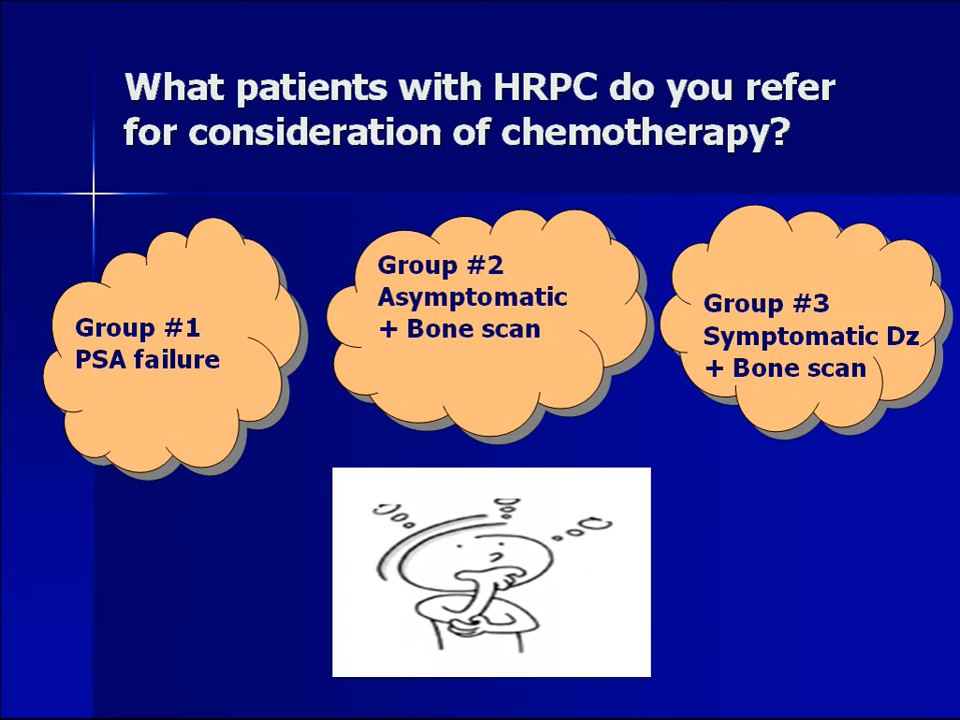 What patients with HRPC do you refer
for consideration of chemotherapy?
Group #1
PSA failure
Group #2
Asymptomatic
+ Bone scan
Group #3
Symptomatic Dz
+ Bone scan